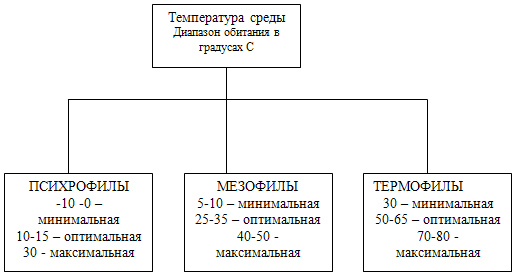 Температура среды
Диапазон обитания в
градусах С
ПСИХРОФИЛЫ
-10 -0 –
минимальная
10-15 – оптимальная
30 - максимальная
МЕЗОФИЛЫ
5-10 – минимальная
25-35 – оптимальная
40-50 -
максимальная
ТЕРМОФИЛЫ
30 – минимальная
50-65 – оптимальная
70-80 -
максимальная